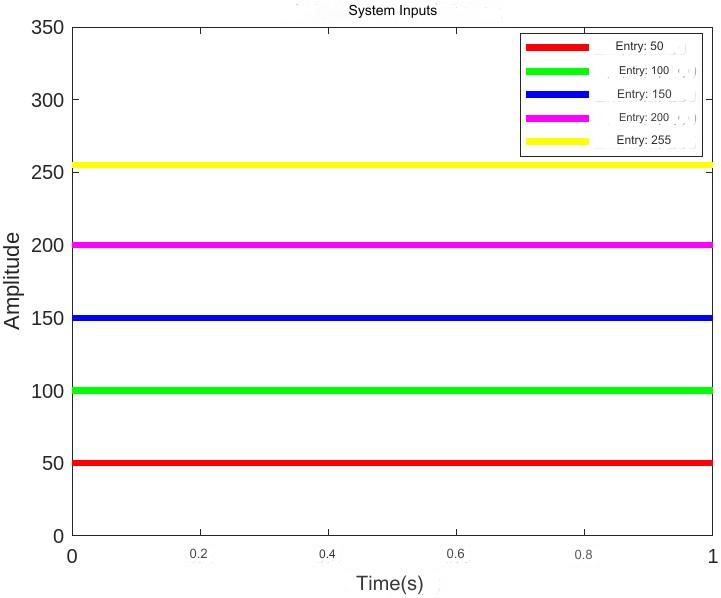 System Inputs
350
300
250
200
150
100
50
0
Amplitude
Entry: 50
Entry: 100
Entry: 150
Entry: 200
Entry: 255
0 0.2 0.4 0.6 0.8 1
Time(s)